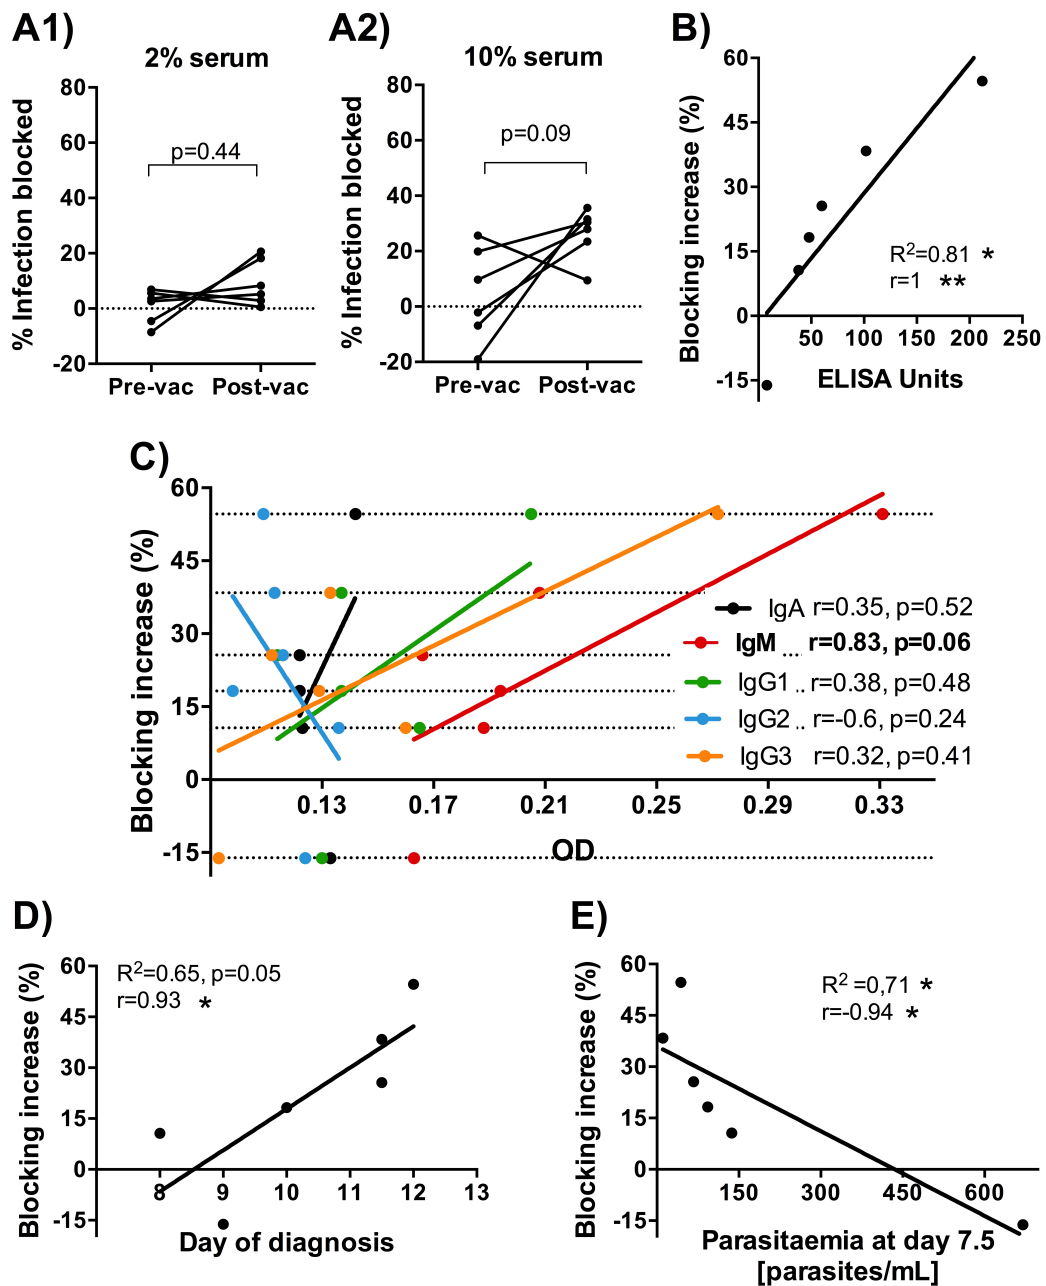 A1)
2% serum
% Infection blocked
80
60
40
20
0
-20
p=0.44
Pre-vac Post-vac
A2)
10% serum
% Infection blocked
80
60
40
20
0
-20
p=0.09
Pre-vac Post-vac
B)
Blocking increase (%)
60
45
30
15
0
-15
R²=0.81 *
r=1 **
50 100 150 200 250
ELISA Units
C)
Blocking increase (%)
60
45
30
15
0
-15
IgA r=0.35, p=0.52
IgM r=0.83, p=0.06
IgG1 r=0.38, p=0.48
IgG2 r=-0.6, p=0.24
IgG3 r=0.32, p=0.41
0.13 0.17 0.21 0.25 0.29 0.33
OD
D)
Blocking increase (%)
60
45
30
15
0
-15
R²=0.65, p=0.05
r=0.93 *
8 9 10 11 12 13
Day of diagnosis
E)
Blocking increase (%)
60
45
30
15
0
-15
R² =0,71 *
r=-0.94 *
150 300 450 600
Parasitaemia at day 7.5
[parasites/mL]